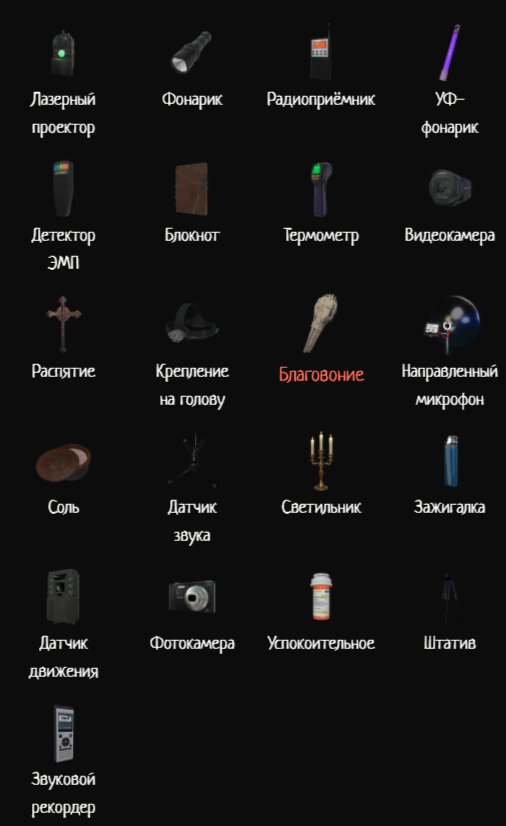 Лазерный
проектор
Фонарик
Радиоприёмник
УФ-
фонарик
Детектор
ЭМП
Блокнот
Термометр
Видеокамера
Распятие
Крепление
на голову
Благовоние
Направленный
микрофон
Соль
Датчик
звука
Светильник
Зажигалка
Датчик
движения
Фотокамера
Успокоительное
Штатив
Звуковой
рекордер